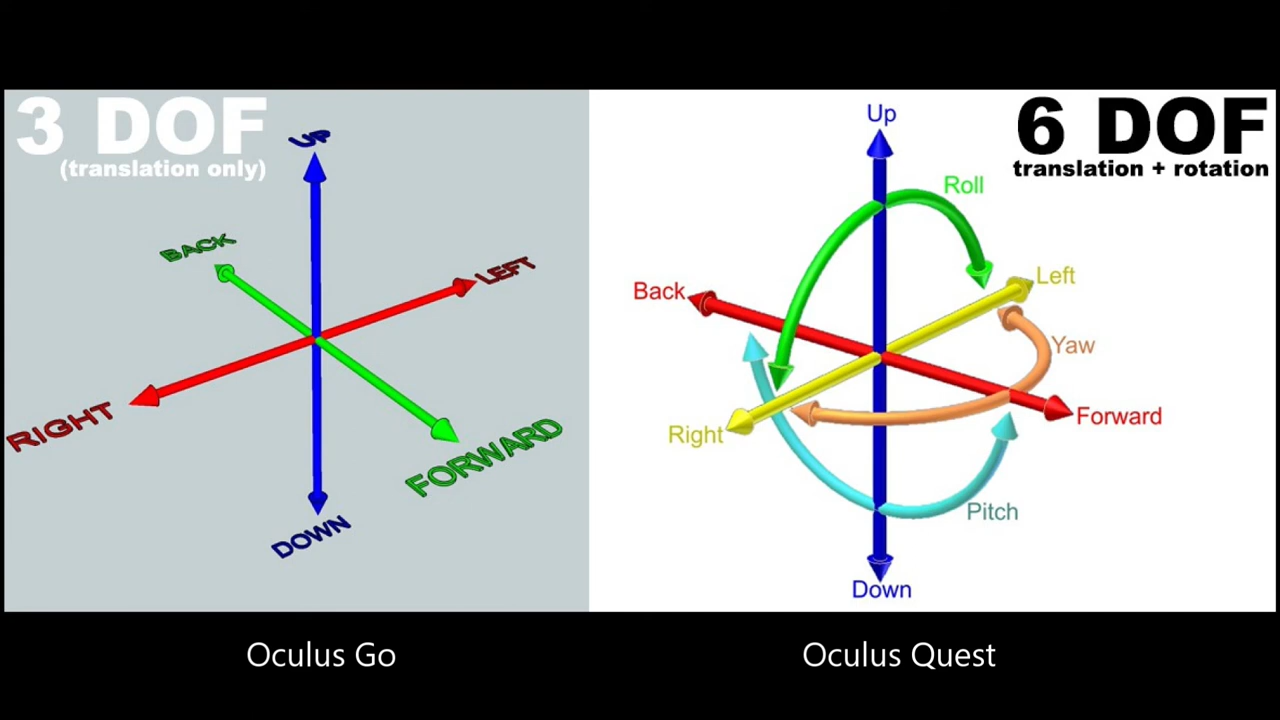 3 DOF
(translation only)
UP
BACK
LEFT
RIGHT
FORWARD
DOWN
6 DOF
translation + rotation
Up
Roll
Left
Back
Yaw
Forward
Right
Pitch
Down
Oculus Go
Oculus Quest